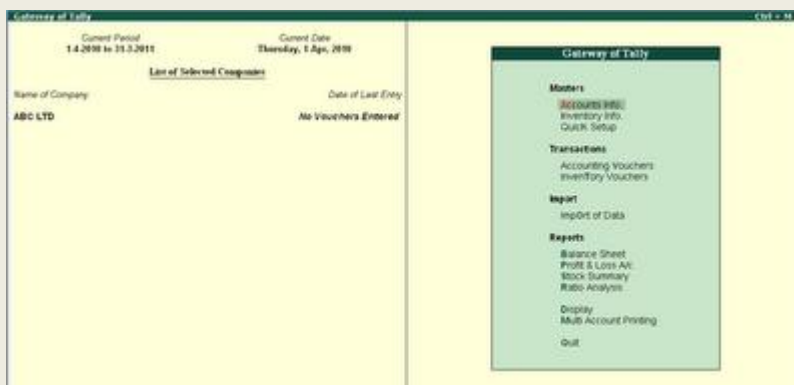 Gateway of Tally
Ctrl + M
Current Period
1-4-2010 to 31-3-2011
Current Date
Thursday, 1 Apr, 2010
List of Selected Companies
Name of Company
Date of Last Entry
ABC LTD
No Vouchers Entered
Gateway of Tally
Masters
Accounts Info.
Inventory Info.
Quick Setup
Transactions
Accounting Vouchers
Inventory Vouchers
Import
Import of Data
Reports
Balance Sheet
Profit & Loss A/c
Stock Summary
Ratio Analysis
Display
Multi Account Printing
Quit